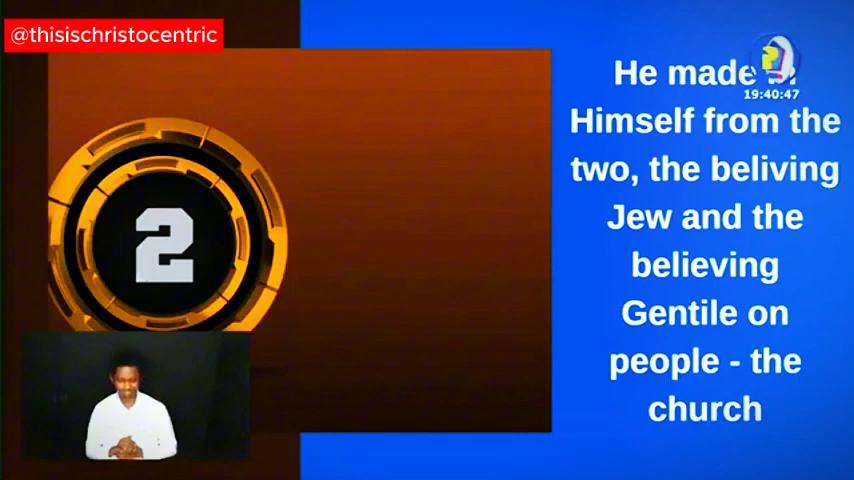 @thisischristocentric
2
He made in
19:40:47
Himself from the
two, the beliving
Jew and the
believing
Gentile on
people - the
church